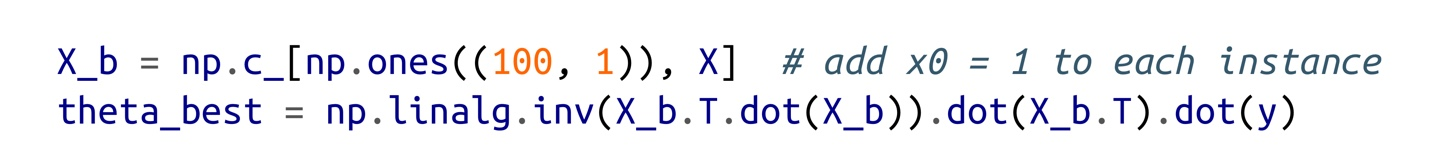 X_b = np.c_[np.ones((100, 1)), X]  # add x0 = 1 to each instance
theta_best = np.linalg.inv(X_b.T.dot(X_b)).dot(X_b.T).dot(y)